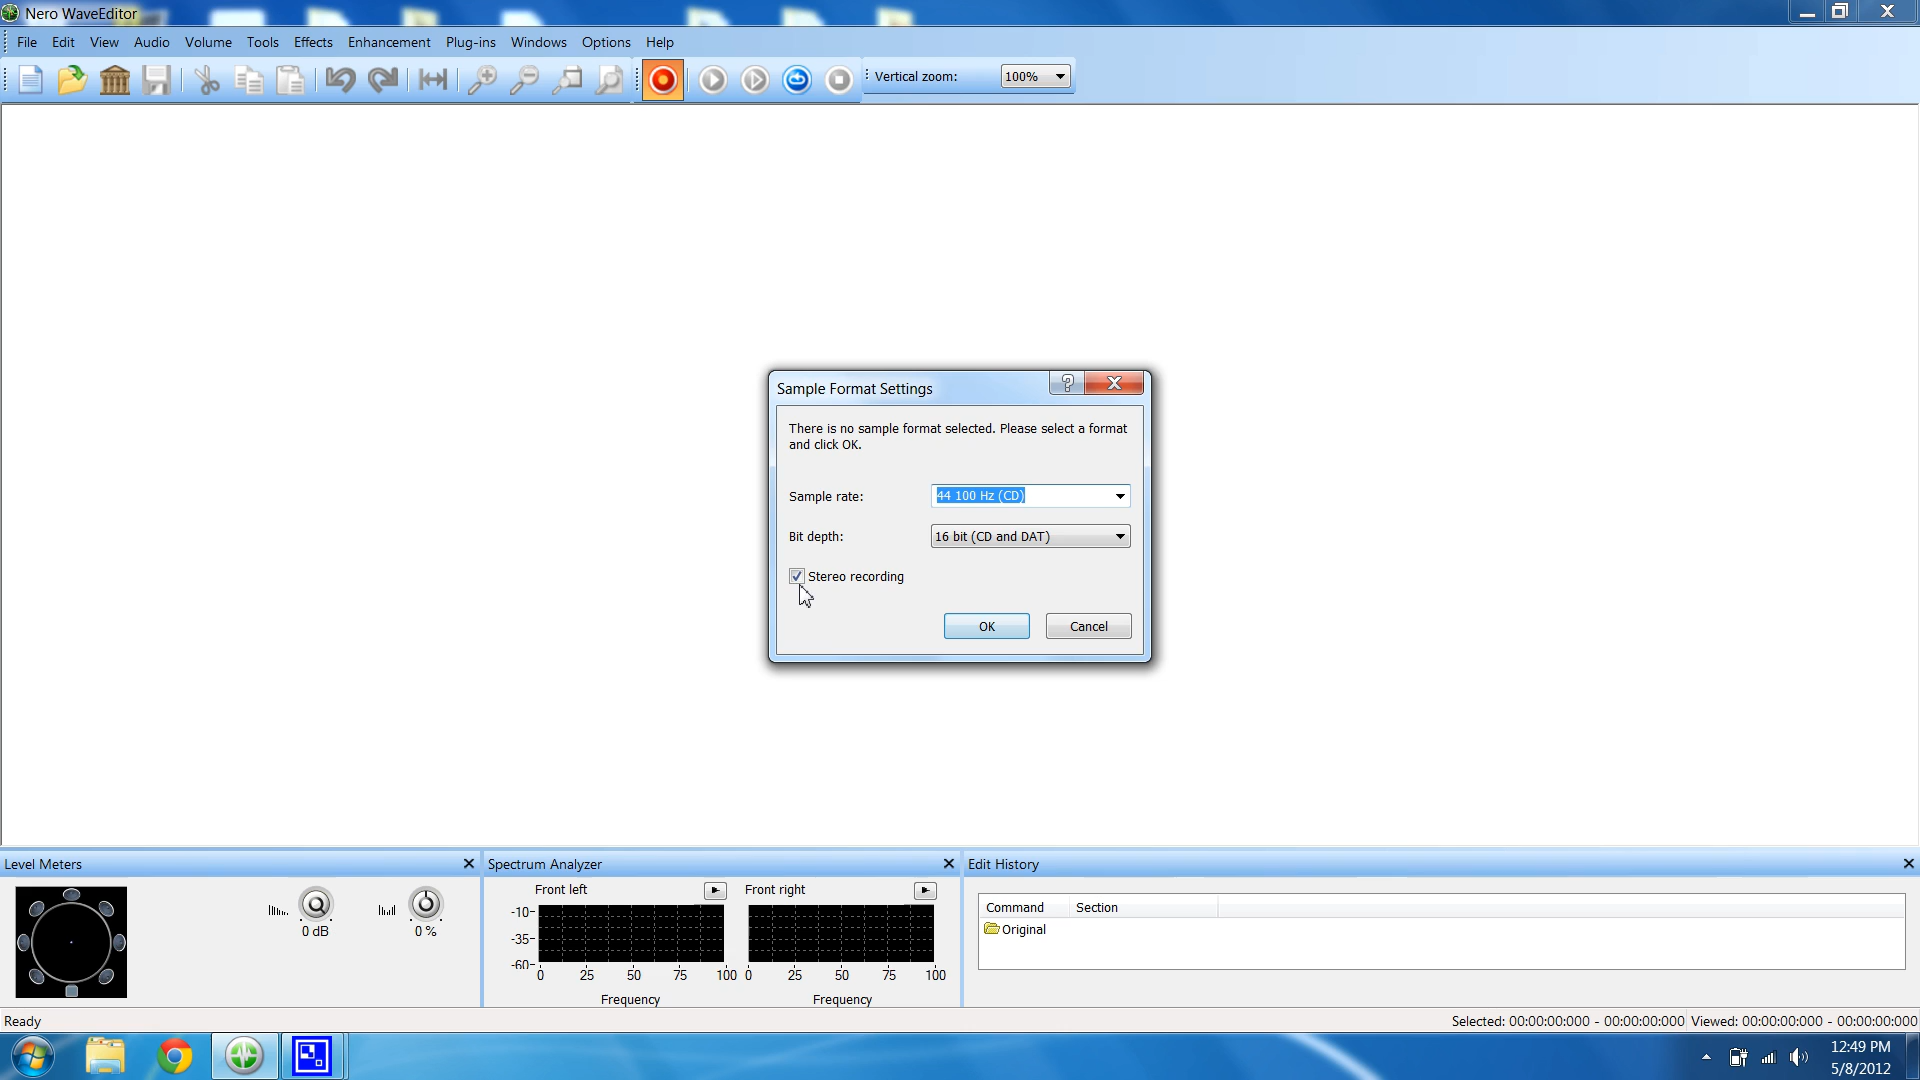 Nero WaveEditor
File Edit View Audio Volume Tools Effects Enhancement Plug-ins Windows Options Help
Vertical zoom: 100%
Sample Format Settings
There is no sample format selected. Please select a format
and click OK.
Sample rate: 44 100 Hz (CD)
Bit depth: 16 bit (CD and DAT)
Stereo recording
OK Cancel
Level Meters
0 dB 0 %
Spectrum Analyzer
Front left Front right
-10-
-35-
-60-
0 25 50 75 100 0 25 50 75 100
Frequency Frequency
Edit History
Command Section
Original
Ready
Selected: 00:00:00:000 - 00:00:00:000 Viewed: 00:00:00:000 - 00:00:00:000
12:49 PM
5/8/2012